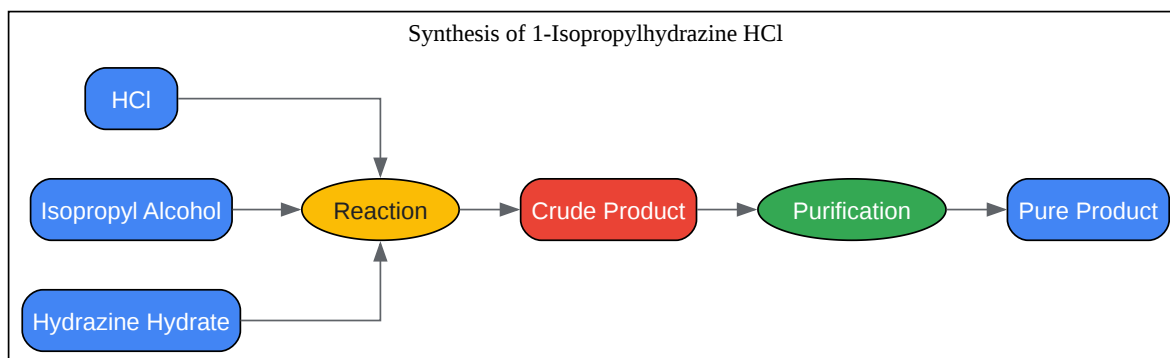 Synthesis of 1-Isopropylhydrazine HCl
HCl
Isopropyl Alcohol
Reaction
Crude Product
Purification
Pure Product
Hydrazine Hydrate